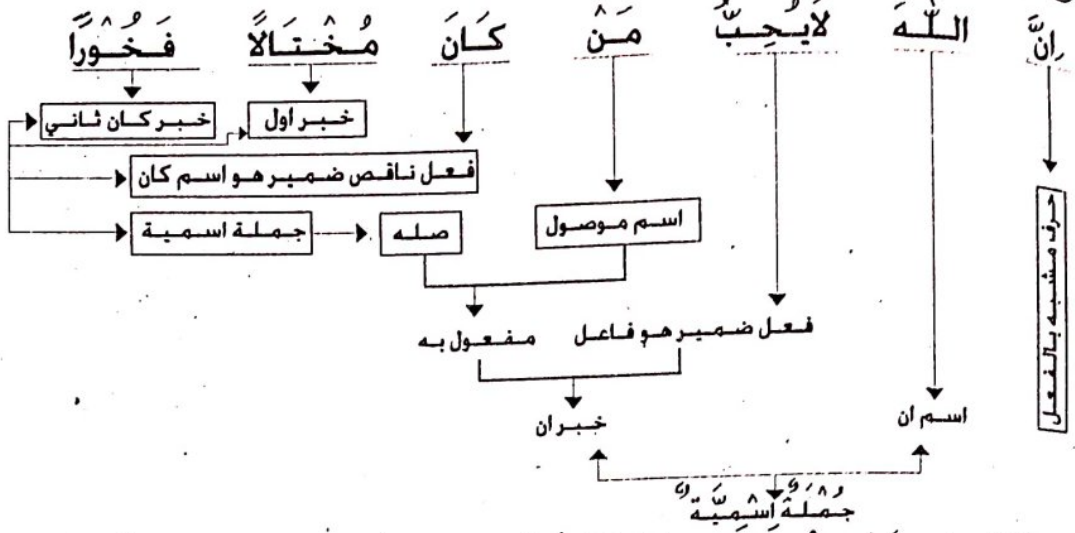 اِنَّ اللّٰهَ لَايُحِبُّ مَنْ كَانَ مُخْتَالًا فَخُوْرًا
خبر اول
خبر كان ثاني
فعل ناقص ضمير هو اسم كان
جملة اسمية
صله
اسم موصول
حرف مشبه بالفعل
فعل ضمير هو فاعل
مفعول به
اسم ان
خبر ان
جُمْلَةٌ اِسْمِيَّةٌ